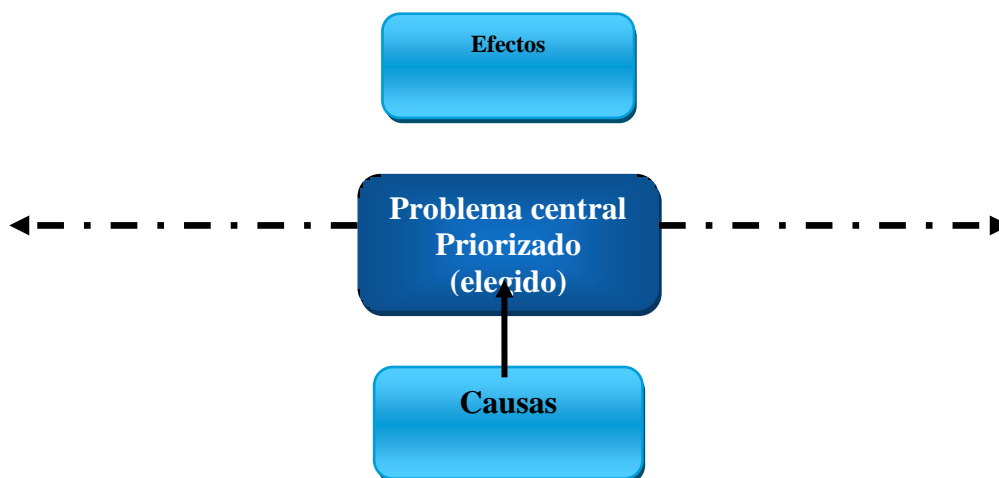 Efectos
Problema central
Priorizado
(elegido)
Causas